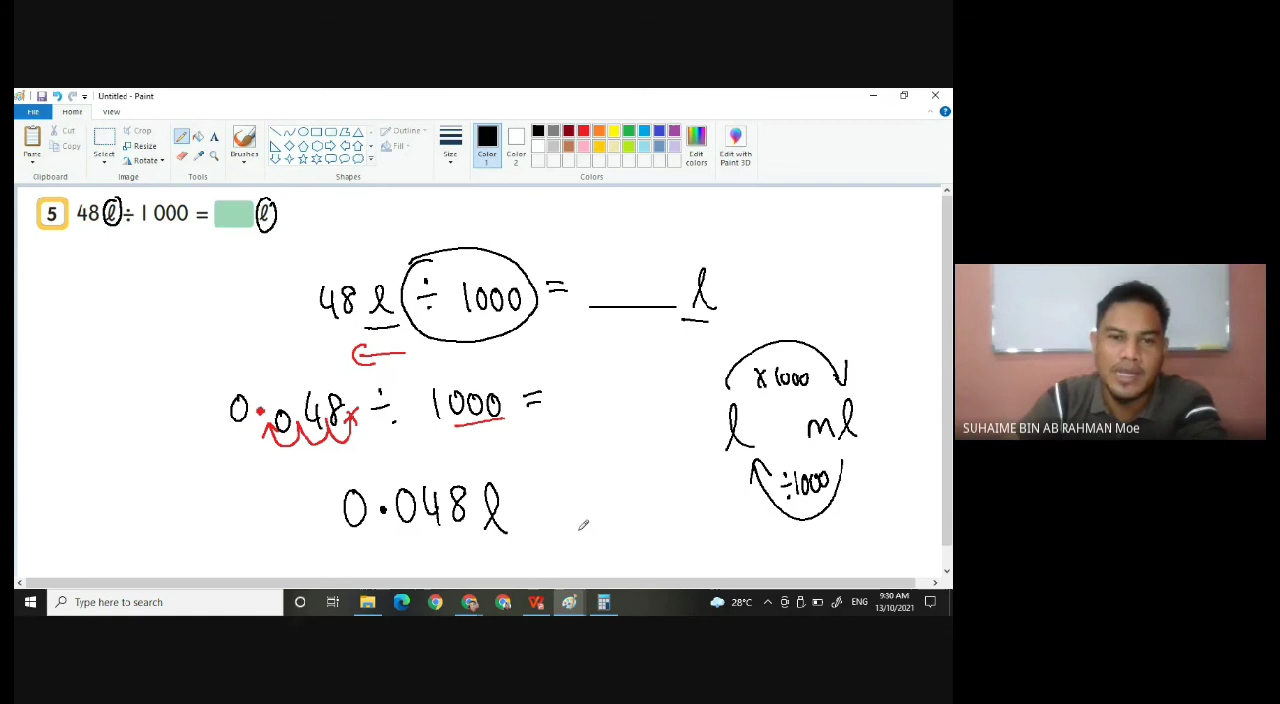 Untitled - Paint
File Home View
Paste
Cut
Copy
Clipboard
Select
Crop
Resize
Rotate
Image
Tools
Brushes
Shapes
Outline
Fill
Size
Color 1
Color 2
Colors
Edit colors
Edit with Paint 3D
5 48 ℓ ÷ 1 000 = ℓ
48 l ÷ 1000 = ____ l
0.048 ÷ 1000 =
0.048 l
x 1000
l ml
÷1000
SUHAIME BIN AB RAHMAN Moe
Type here to search
28°C
ENG
9:30 AM
13/10/2021